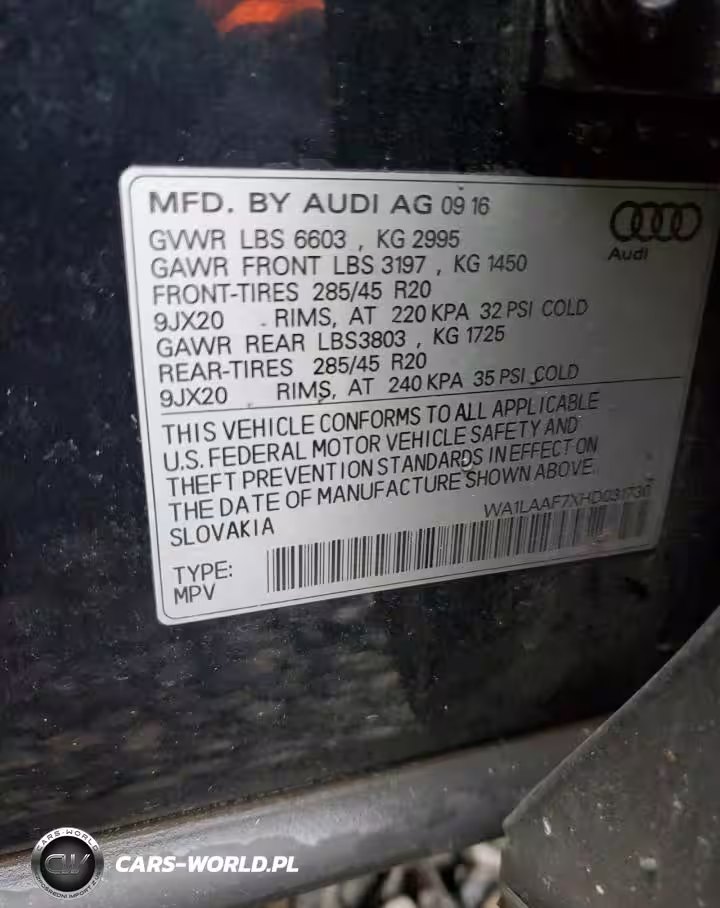 MFD. BY AUDI AG 09 16
Audi
GVWR LBS 6603 , KG 2995
GAWR FRONT LBS 3197 , KG 1450
FRONT-TIRES 285/45 R20
9JX20 . RIMS, AT 220 KPA 32 PSI COLD
GAWR REAR LBS3803 , KG 1725
REAR-TIRES 285/45 R20
9JX20 RIMS, AT 240 KPA 35 PSI COLD
THIS VEHICLE CONFORMS TO ALL APPLICABLE
U.S. FEDERAL MOTOR VEHICLE SAFETY AND
THEFT PREVENTION STANDARDS IN EFFECT ON
THE DATE OF MANUFACTURE SHOWN ABOVE.
SLOVAKIA
WA1LAAF7XHD031730
TYPE:
MPV
CARS-WORLD
CW
CARS-WORLD.PL